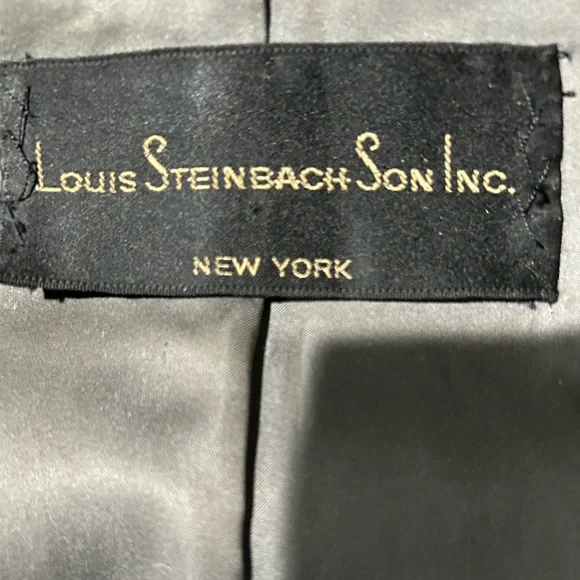 Louis Steinbach Son Inc.
NEW YORK